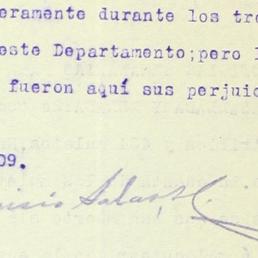 eramente durante los tre
este Departamento;pero l
fueron aquí sus perjuic
09.